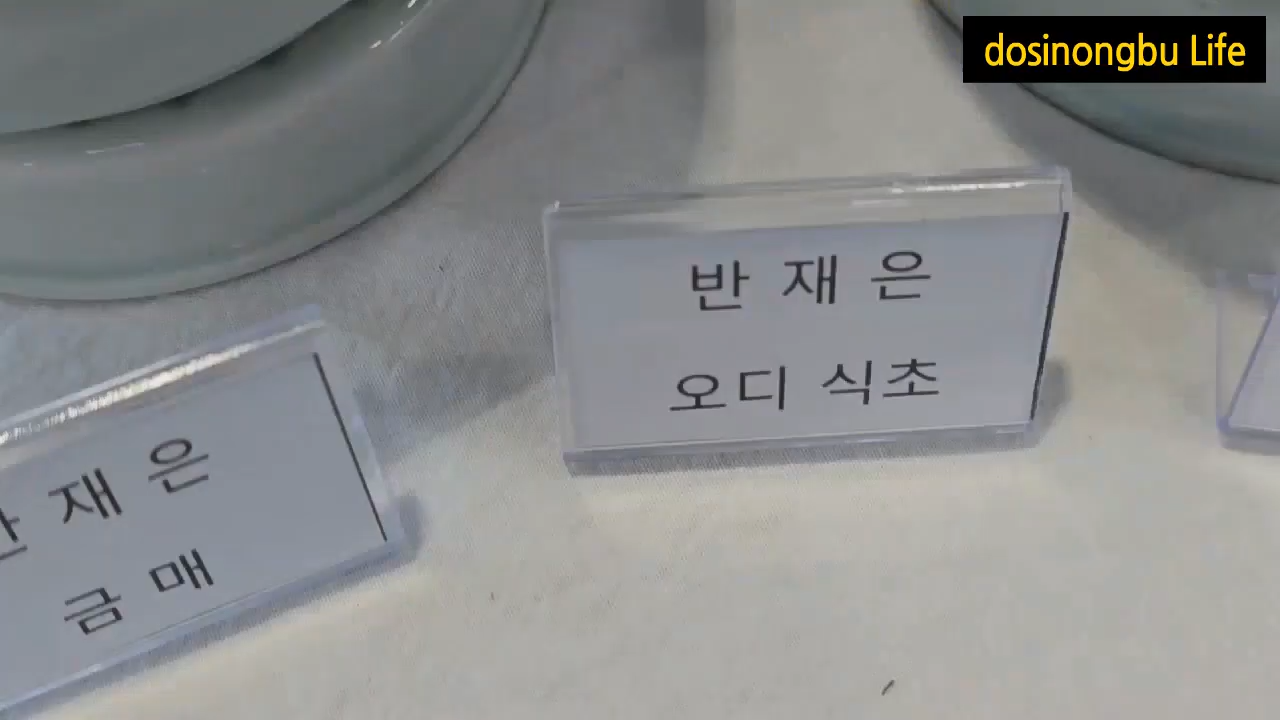 dosinongbu Life
반 재 은
오디 식초
재 은
금 매